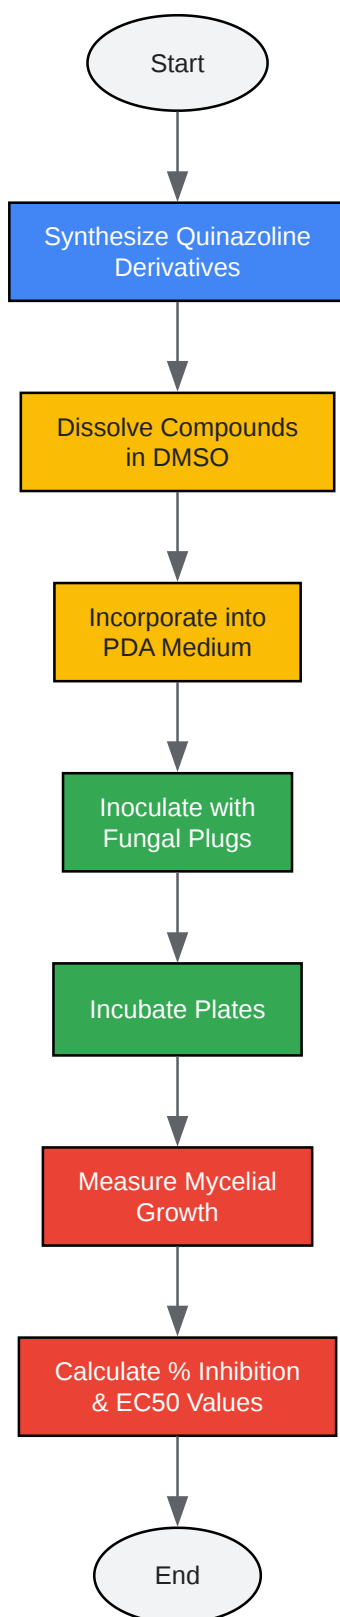 Start
Synthesize Quinazoline
Derivatives
Dissolve Compounds
in DMSO
Incorporate into
PDA Medium
Inoculate with
Fungal Plugs
Incubate Plates
Measure Mycelial
Growth
Calculate % Inhibition
& EC50 Values
End